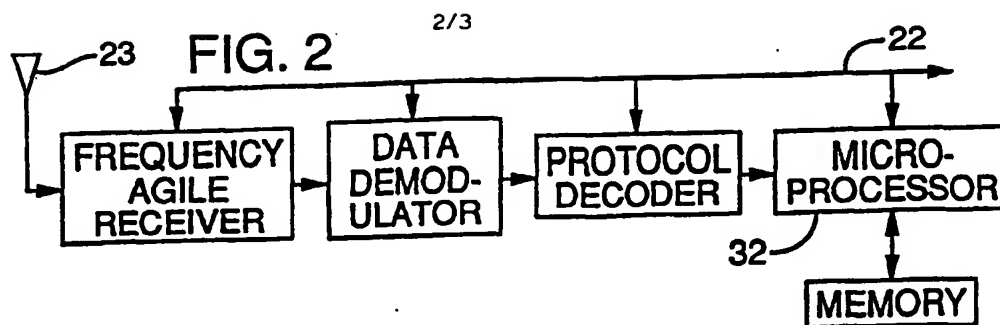 2/3
23
FIG. 2
22
FREQUENCY
AGILE
RECEIVER
DATA
DEMOD-
ULATOR
PROTOCOL
DECODER
MICRO-
PROCESSOR
32
MEMORY